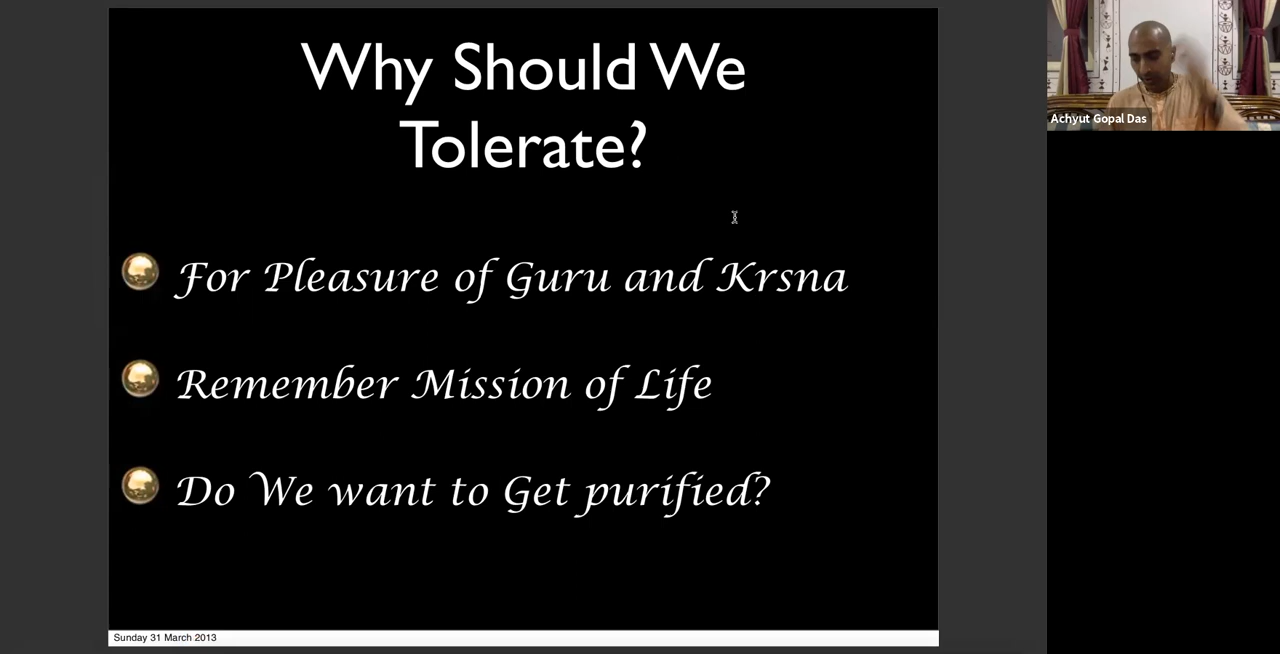 Why Should We
Tolerate?
For Pleasure of Guru and Krsna
Remember Mission of Life
Do We want to Get purified?
Sunday 31 March 2013
Achyut Gopal Das